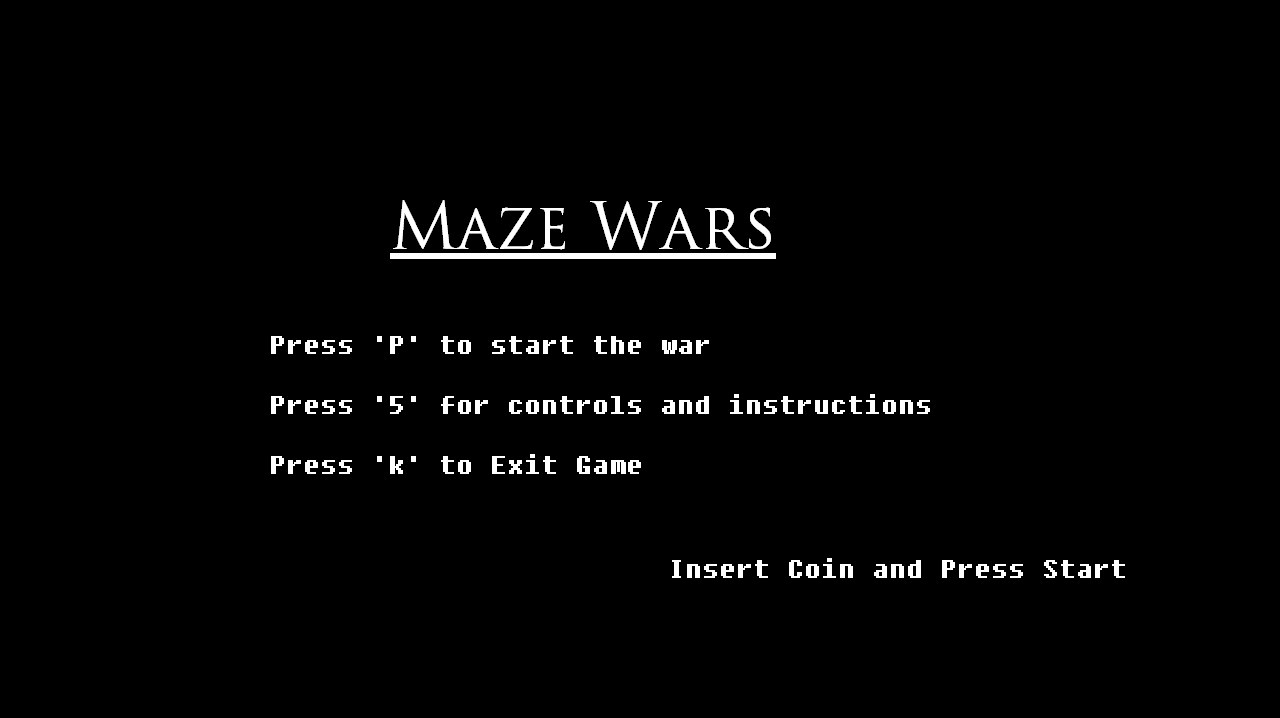 Maze Wars
Press 'P' to start the war
Press '5' for controls and instructions
Press 'k' to Exit Game
Insert Coin and Press Start